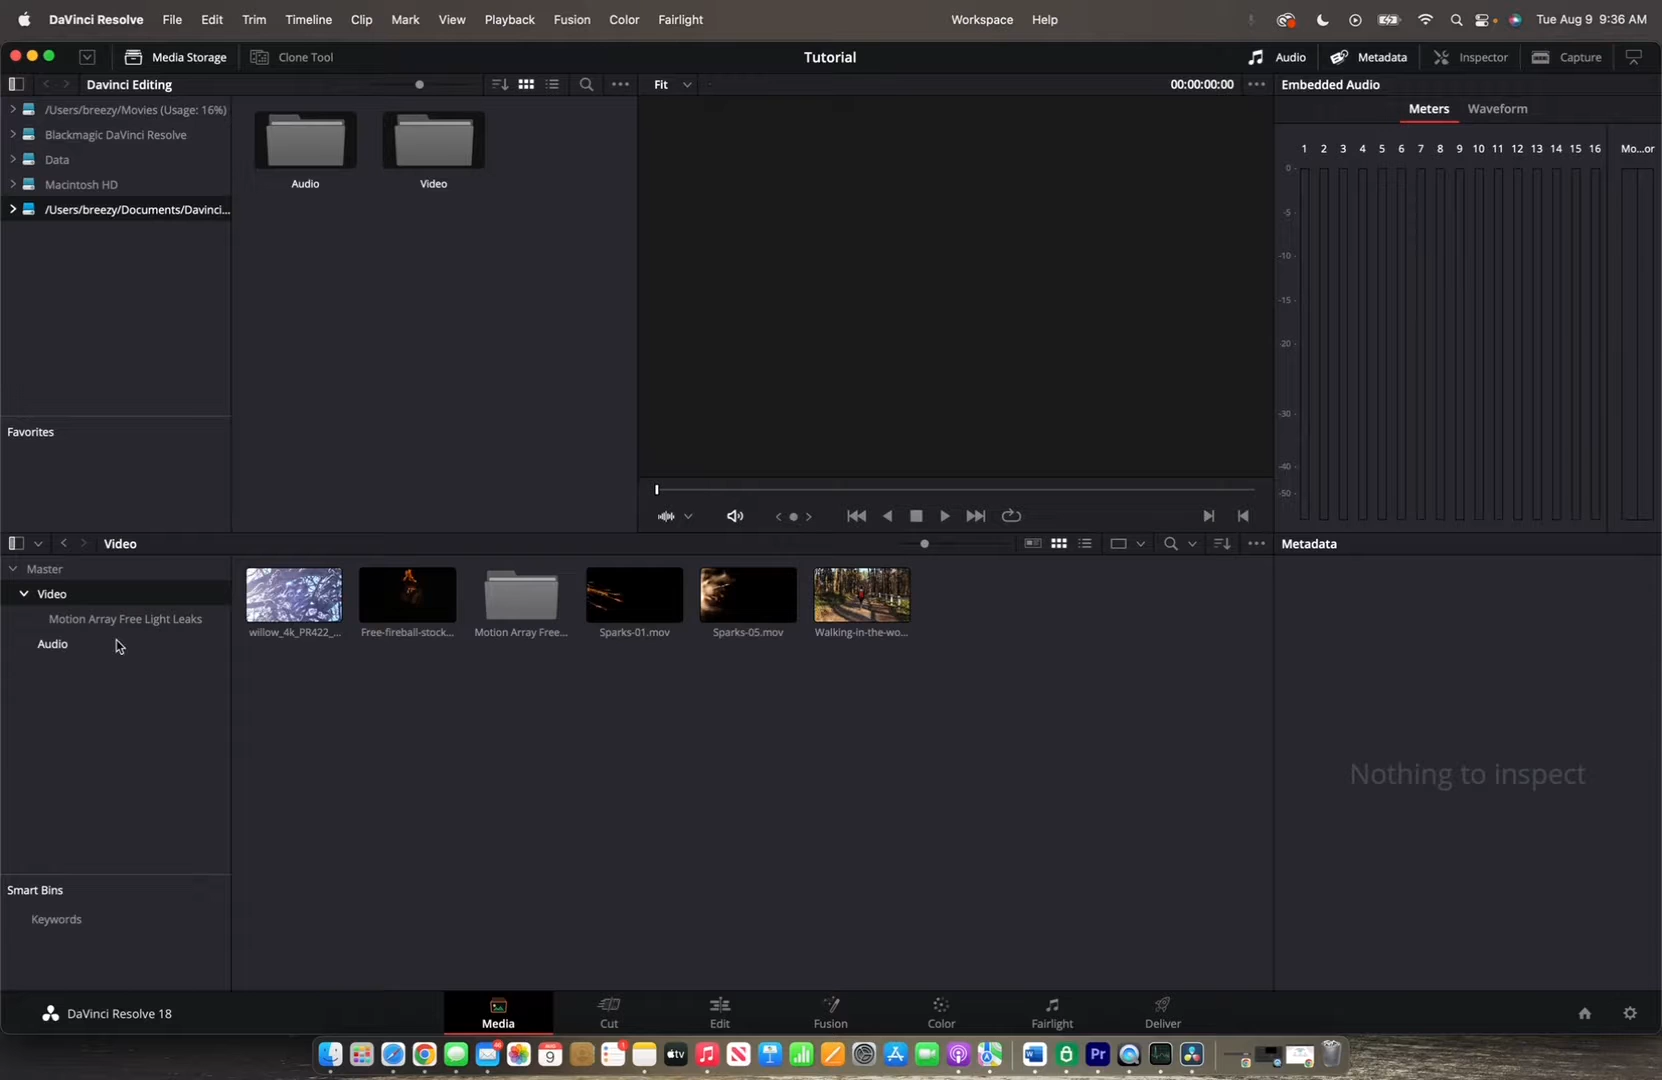 DaVinci Resolve File Edit Trim Timeline Clip Mark View Playback Fusion Color Fairlight Workspace Help Tue Aug 9 9:36 AM
Media Storage Clone Tool Tutorial Audio Metadata Inspector Capture
Davinci Editing Fit 00:00:00:00 Embedded Audio
/Users/breezy/Movies (Usage: 16%)
Blackmagic DaVinci Resolve
Data
Macintosh HD
/Users/breezy/Documents/Davinci...
Audio Video
Meters Waveform
1 2 3 4 5 6 7 8 9 10 11 12 13 14 15 16 Mo...or
0
-5
-10
-15
-20
-30
-40
-50
Favorites
Video
Metadata
Master
Video
Motion Array Free Light Leaks
Audio
willow_4k_PR422_... Free-fireball-stock... Motion Array Free... Sparks-01.mov Sparks-05.mov Walking-in-the-wo...
Nothing to inspect
Smart Bins
Keywords
DaVinci Resolve 18
Media Cut Edit Fusion Color Fairlight Deliver